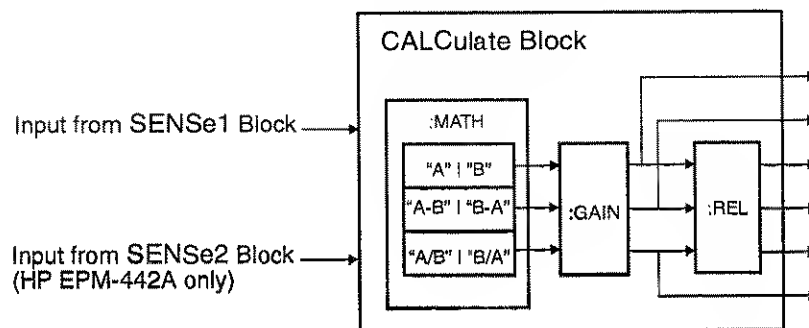 CALCulate Block
Input from SENSe1 Block
:MATH
"A" | "B"
"A-B" | "B-A"
"A/B" | "B/A"
:GAIN
:REL
Input from SENSe2 Block
(HP EPM-442A only)